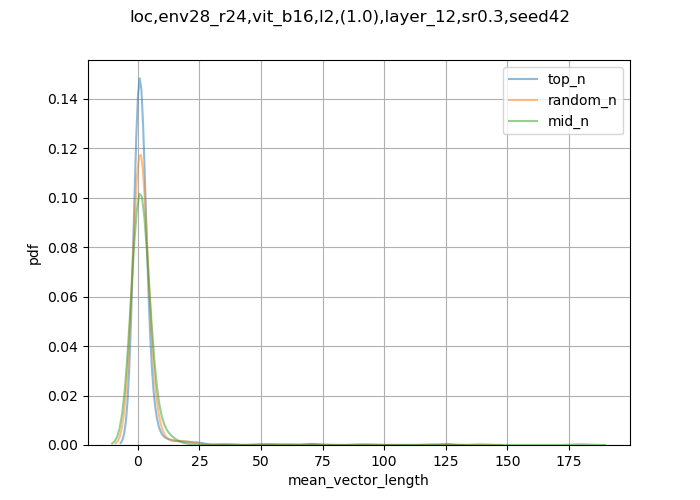 loc,env28_r24,vit_b16,l2,(1.0),layer_12,sr0.3,seed42
top_n
random_n
mid_n
0.14
0.12
0.10
0.08
0.06
0.04
0.02
0.00
pdf
0 25 50 75 100 125 150 175
mean_vector_length